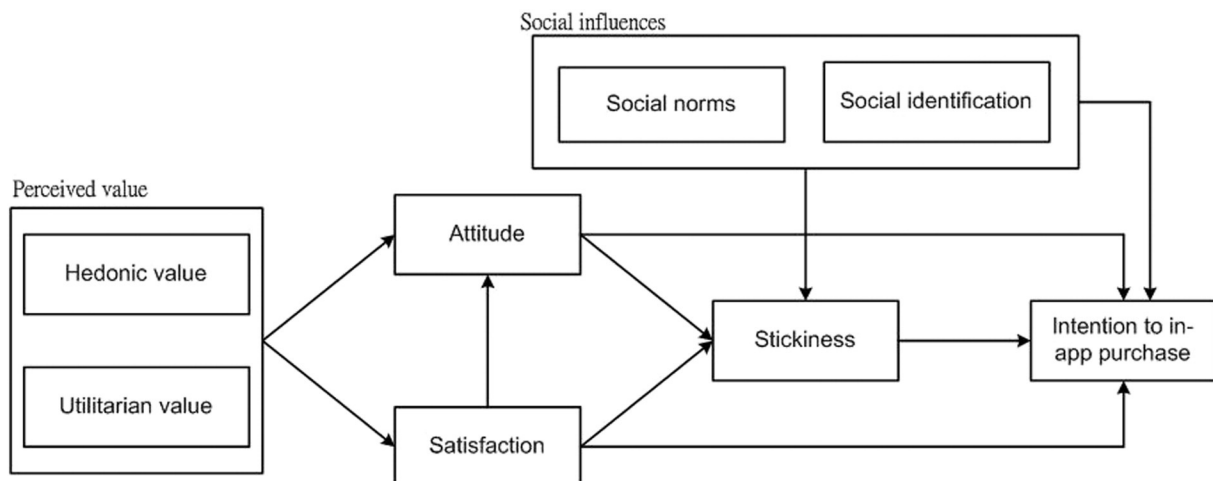 Social influences
Social norms
Social identification
Perceived value
Hedonic value
Utilitarian value
Attitude
Satisfaction
Stickiness
Intention to in-
app purchase